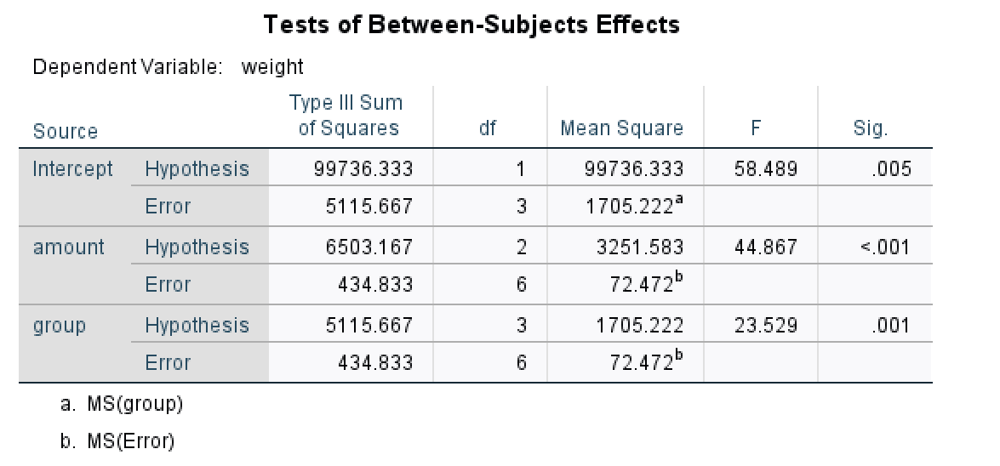 Tests of Between-Subjects Effects
Dependent Variable: weight
Source Type III Sum of Squares df Mean Square F Sig.
Intercept Hypothesis 99736.333 1 99736.333 58.489 .005
Error 5115.667 3 1705.222a
amount Hypothesis 6503.167 2 3251.583 44.867 <.001
Error 434.833 6 72.472b
group Hypothesis 5115.667 3 1705.222 23.529 .001
Error 434.833 6 72.472b
a. MS(group)
b. MS(Error)